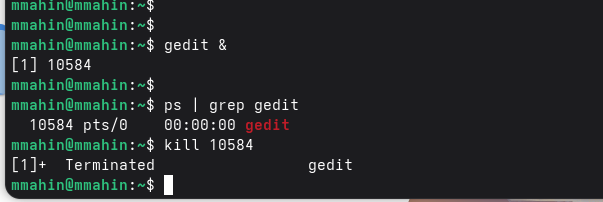 mmahin@mmahin:~$
mmahin@mmahin:~$
mmahin@mmahin:~$ gedit &
[1] 10584
mmahin@mmahin:~$
mmahin@mmahin:~$ ps | grep gedit
  10584 pts/0    00:00:00 gedit
mmahin@mmahin:~$ kill 10584
[1]+  Terminated              gedit
mmahin@mmahin:~$